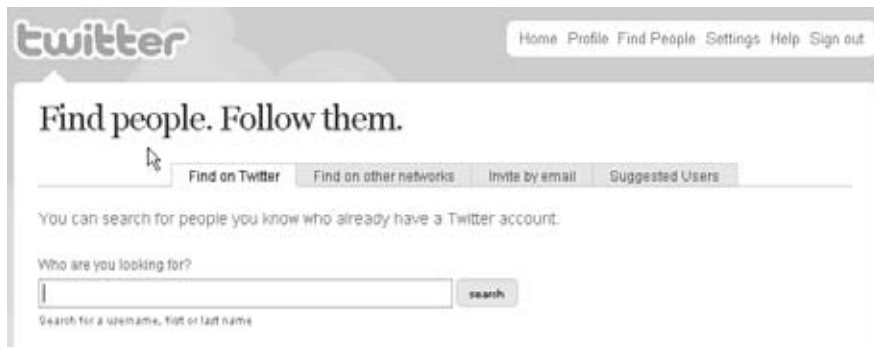 twitter
Home Profile Find People Settings Help Sign out
Find people. Follow them.
Find on Twitter Find on other networks Invite by email Suggested Users
You can search for people you know who already have a Twitter account.
Who are you looking for?
search
Search for a username, first or last name